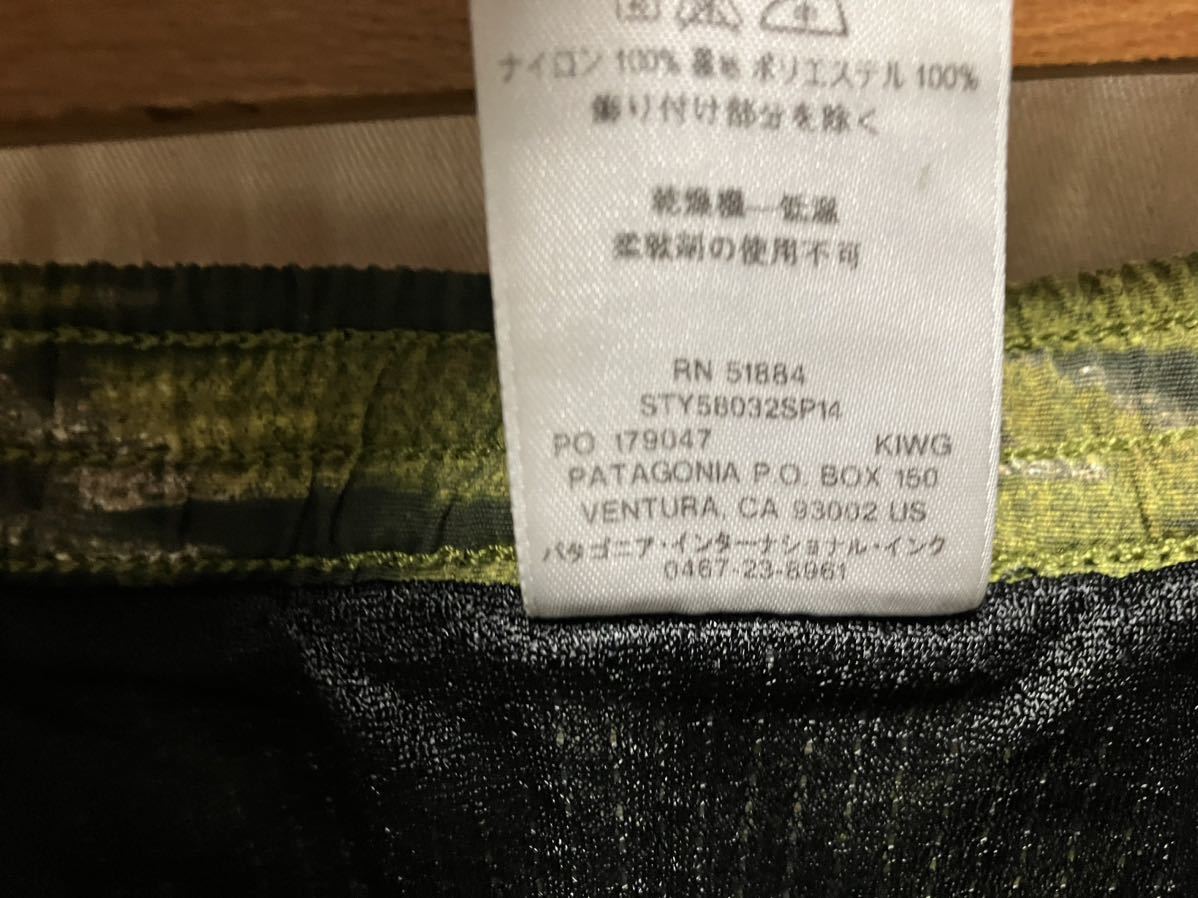 ナイロン 100% 裏地 ポリエステル 100%
飾り付け部分を除く
乾燥機―低温
柔軟剤の使用不可
RN 51884
STY58032SP14
PO 179047 KIWG
PATAGONIA P.O. BOX 150
VENTURA, CA 93002 US
パタゴニア・インターナショナル・インク
0467-23-8961